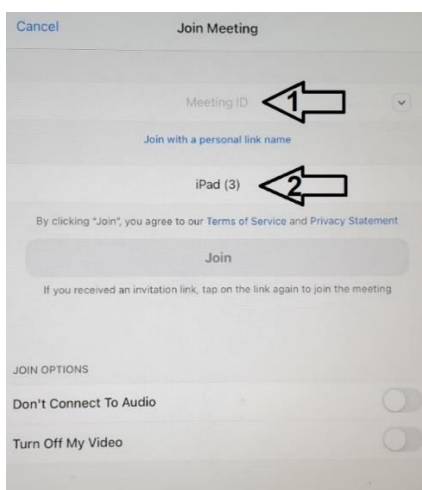 Cancel
Join Meeting
Meeting ID
1
Join with a personal link name
iPad (3)
2
By clicking "Join", you agree to our Terms of Service and Privacy Statement
Join
If you received an invitation link, tap on the link again to join the meeting
JOIN OPTIONS
Don't Connect To Audio
Turn Off My Video